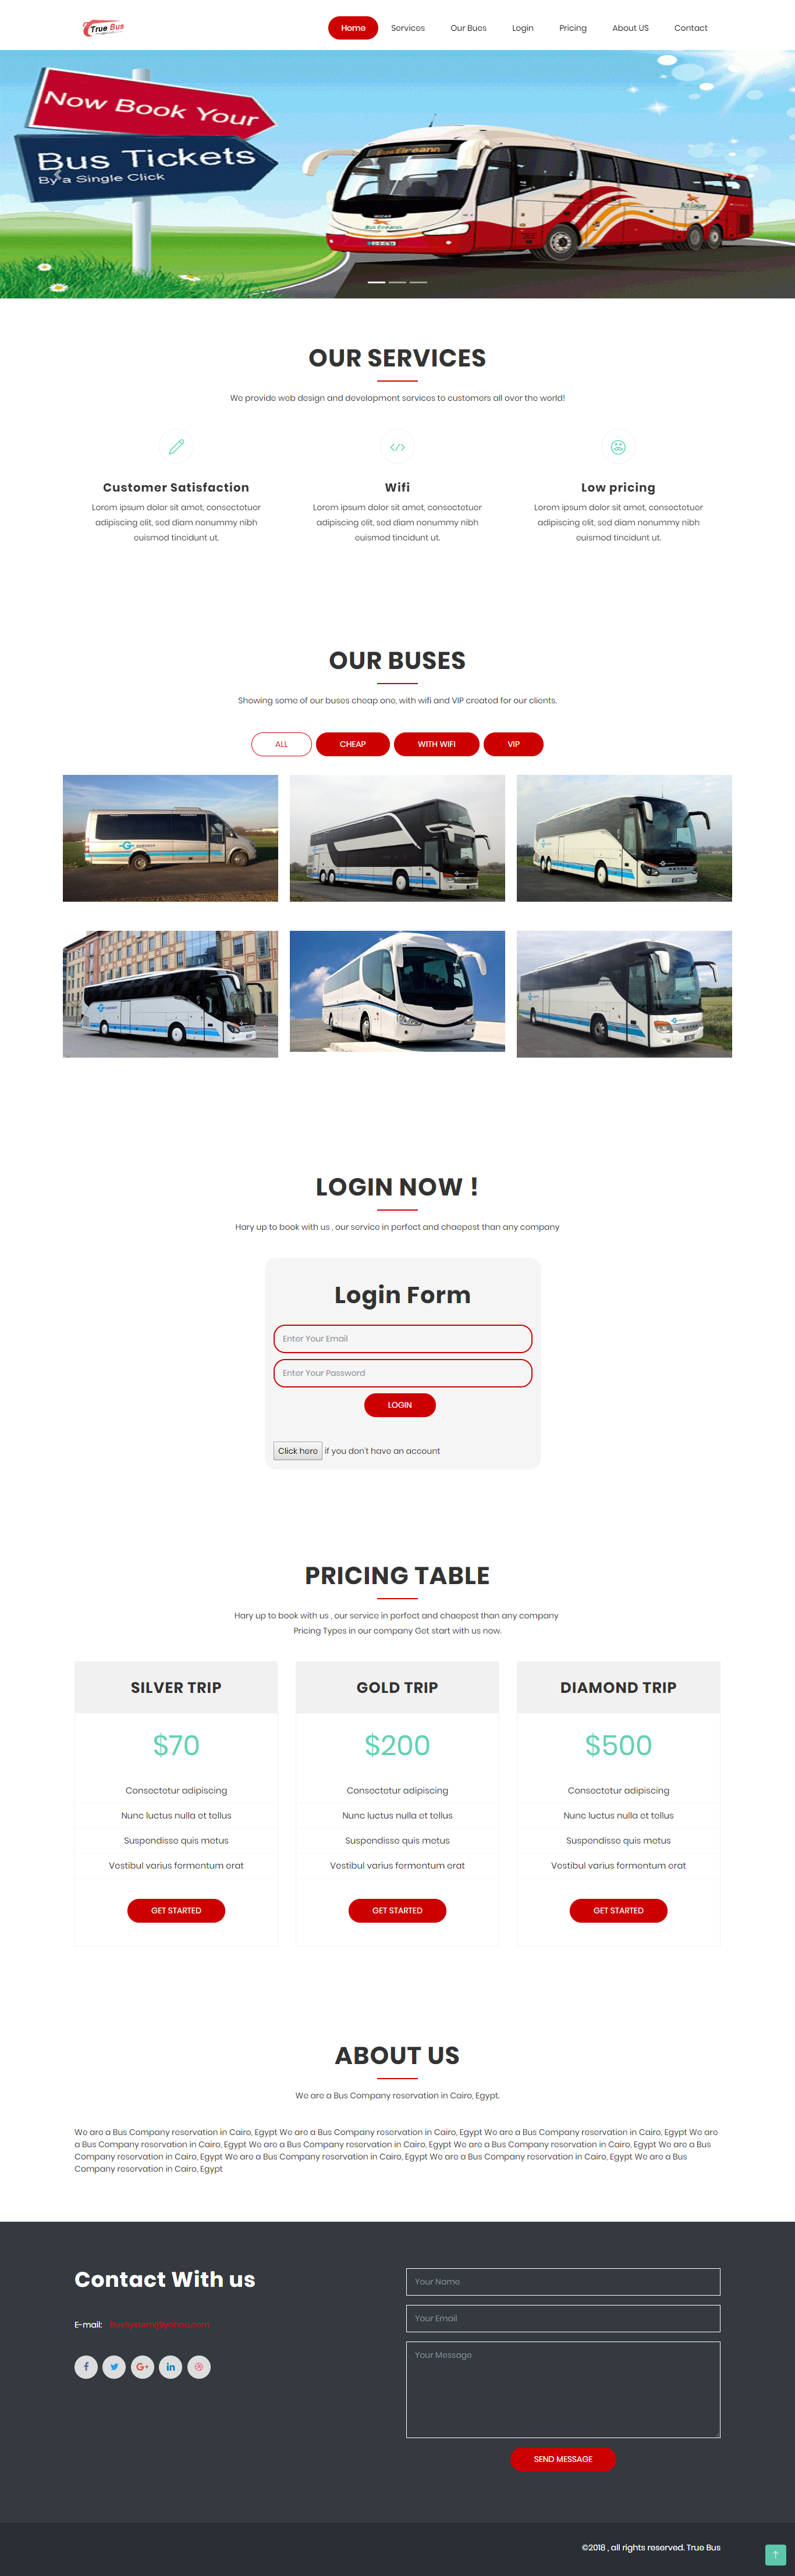 True Bus
Home Services Our Bues Login Pricing About US Contact
Now Book Your
Bus Tickets
By a Single Click
Bus Éireann
Bus Éireann
OUR SERVICES
We provide web design and development services to customers all over the world!
Customer Satisfaction
Lorem ipsum dolor sit amet, consectetuer
adipiscing elit, sed diam nonummy nibh
euismod tincidunt ut.
Wifi
Lorem ipsum dolor sit amet, consectetuer
adipiscing elit, sed diam nonummy nibh
euismod tincidunt ut.
Low pricing
Lorem ipsum dolor sit amet, consectetuer
adipiscing elit, sed diam nonummy nibh
euismod tincidunt ut.
OUR BUSES
Showing some of our buses cheap one, with wifi and VIP created for our clients.
ALL CHEAP WITH WIFI VIP
LOGIN NOW !
Hary up to book with us , our service in perfect and chaepest than any company
Login Form
Enter Your Email
Enter Your Password
LOGIN
Click here if you don't have an account
PRICING TABLE
Hary up to book with us , our service in perfect and chaepest than any company
Pricing Types in our company Get start with us now.
SILVER TRIP
$70
Consectetur adipiscing
Nunc luctus nulla et tellus
Suspendisse quis metus
Vestibul varius fermentum erat
GET STARTED
GOLD TRIP
$200
Consectetur adipiscing
Nunc luctus nulla et tellus
Suspendisse quis metus
Vestibul varius fermentum erat
GET STARTED
DIAMOND TRIP
$500
Consectetur adipiscing
Nunc luctus nulla et tellus
Suspendisse quis metus
Vestibul varius fermentum erat
GET STARTED
ABOUT US
We are a Bus Company reservation in Cairo, Egypt.
We are a Bus Company reservation in Cairo, Egypt We are a Bus Company reservation in Cairo, Egypt We are a Bus Company reservation in Cairo, Egypt We are
a Bus Company reservation in Cairo, Egypt We are a Bus Company reservation in Cairo, Egypt We are a Bus Company reservation in Cairo, Egypt We are a Bus
Company reservation in Cairo, Egypt We are a Bus Company reservation in Cairo, Egypt We are a Bus Company reservation in Cairo, Egypt We are a Bus
Company reservation in Cairo, Egypt
Contact With us
E-mail:
Your Name
Your Email
Your Message
SEND MESSAGE
©2018 , all rights reserved. True Bus